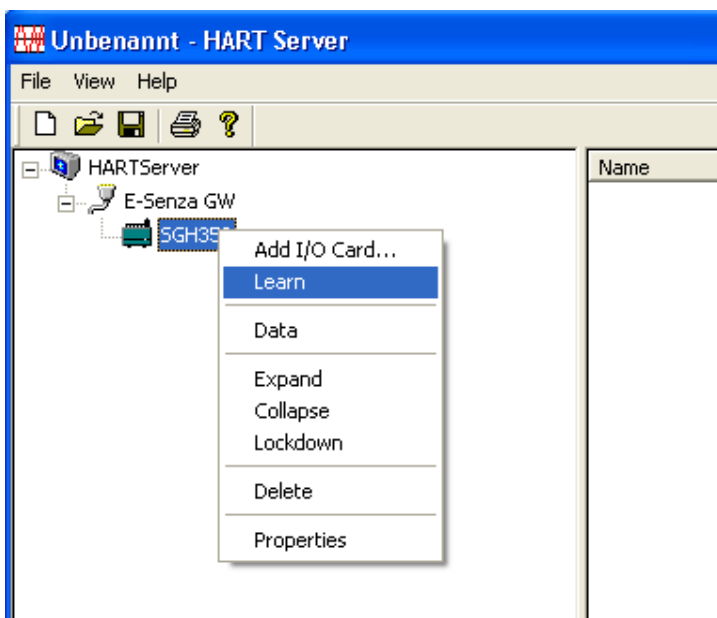 Unbenannt - HART Server
File View Help
HARTServer
Name
E-Senza GW
Add I/O Card...
Learn
Data
Expand
Collapse
Lockdown
Delete
Properties